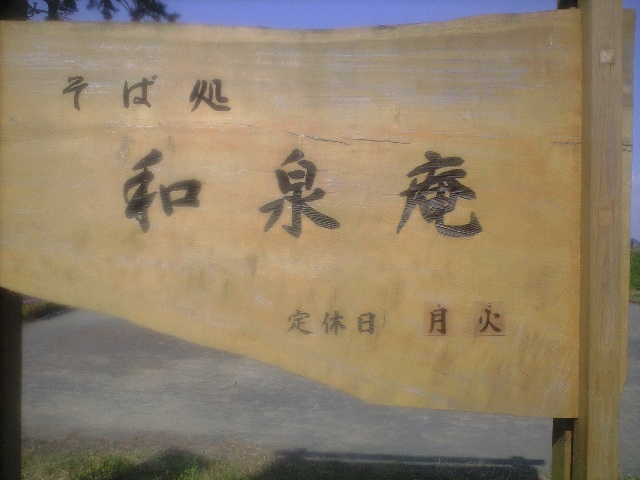 そば処
和泉庵
定休日 月 火